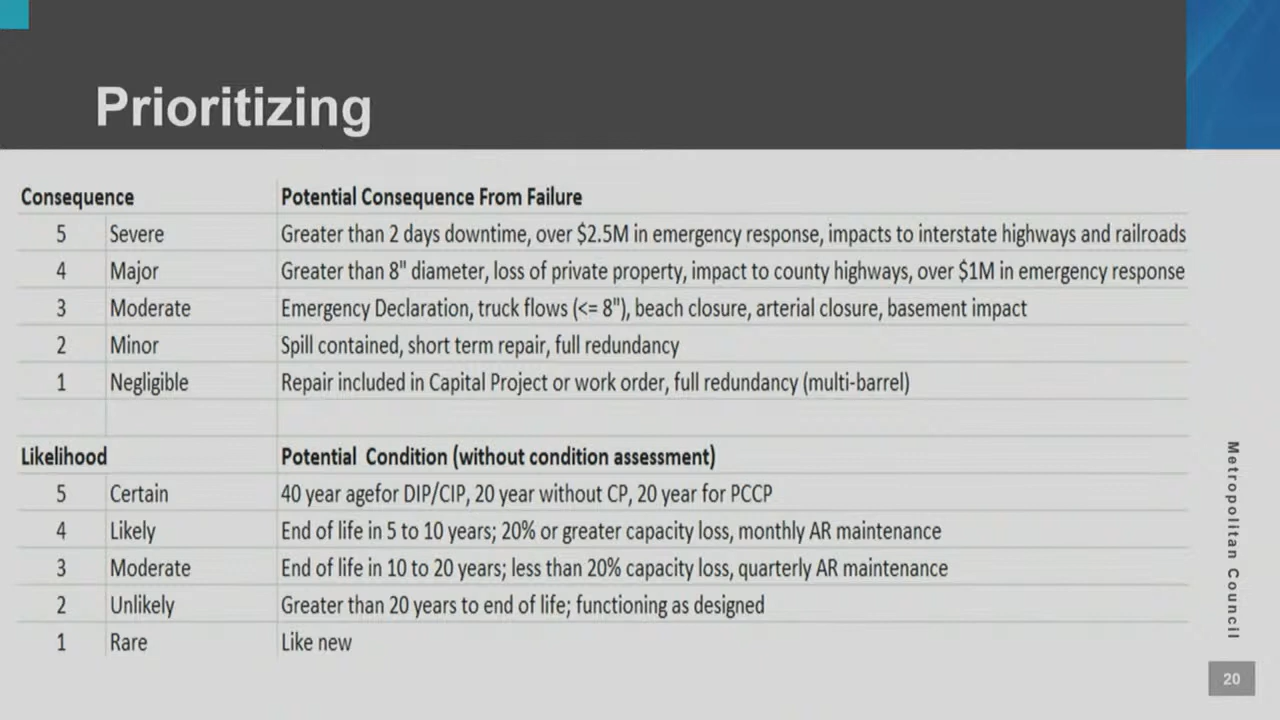 Prioritizing
Consequence Potential Consequence From Failure
5 Severe Greater than 2 days downtime, over $2.5M in emergency response, impacts to interstate highways and railroads
4 Major Greater than 8" diameter, loss of private property, impact to county highways, over $1M in emergency response
3 Moderate Emergency Declaration, truck flows (<= 8"), beach closure, arterial closure, basement impact
2 Minor Spill contained, short term repair, full redundancy
1 Negligible Repair included in Capital Project or work order, full redundancy (multi-barrel)
Likelihood Potential Condition (without condition assessment)
5 Certain 40 year agefor DIP/CIP, 20 year without CP, 20 year for PCCP
4 Likely End of life in 5 to 10 years; 20% or greater capacity loss, monthly AR maintenance
3 Moderate End of life in 10 to 20 years; less than 20% capacity loss, quarterly AR maintenance
2 Unlikely Greater than 20 years to end of life; functioning as designed
1 Rare Like new
Metropolitan Council
20